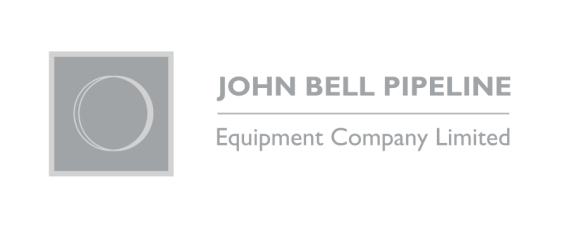 JOHN BELL PIPELINE
Equipment Company Limited